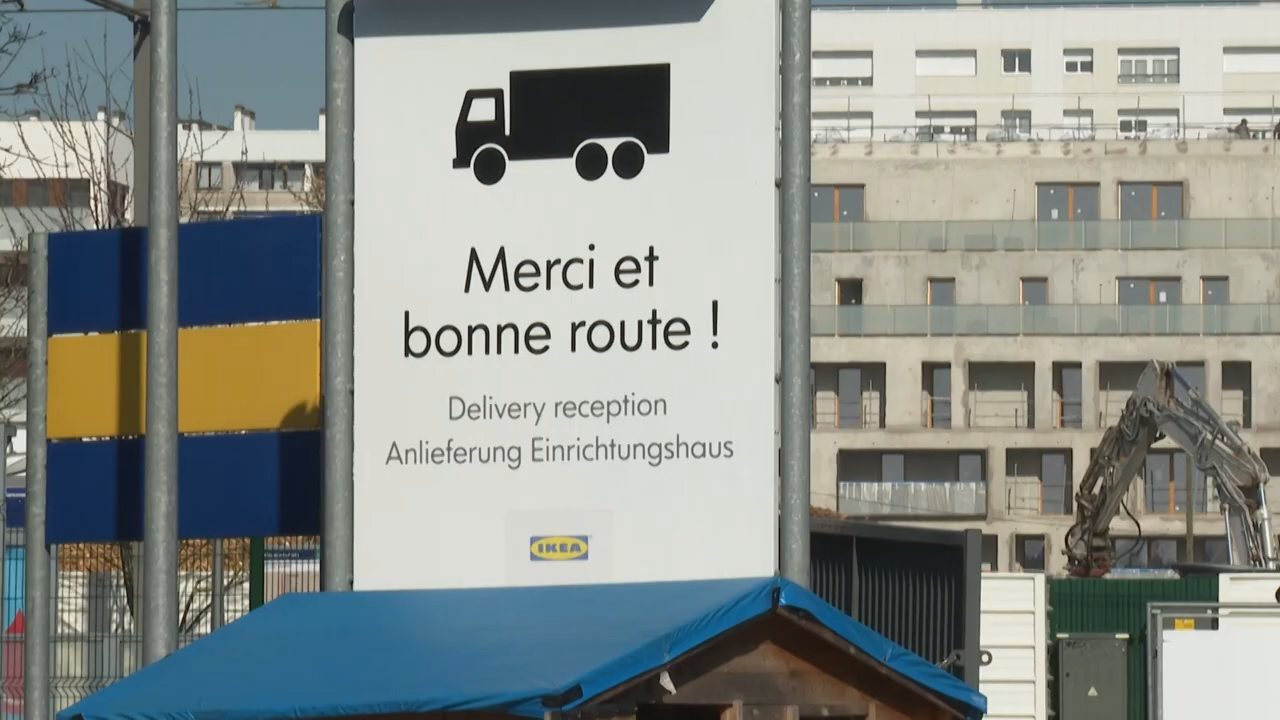 Merci et
bonne route !
Delivery reception
Anlieferung Einrichtungshaus
IKEA